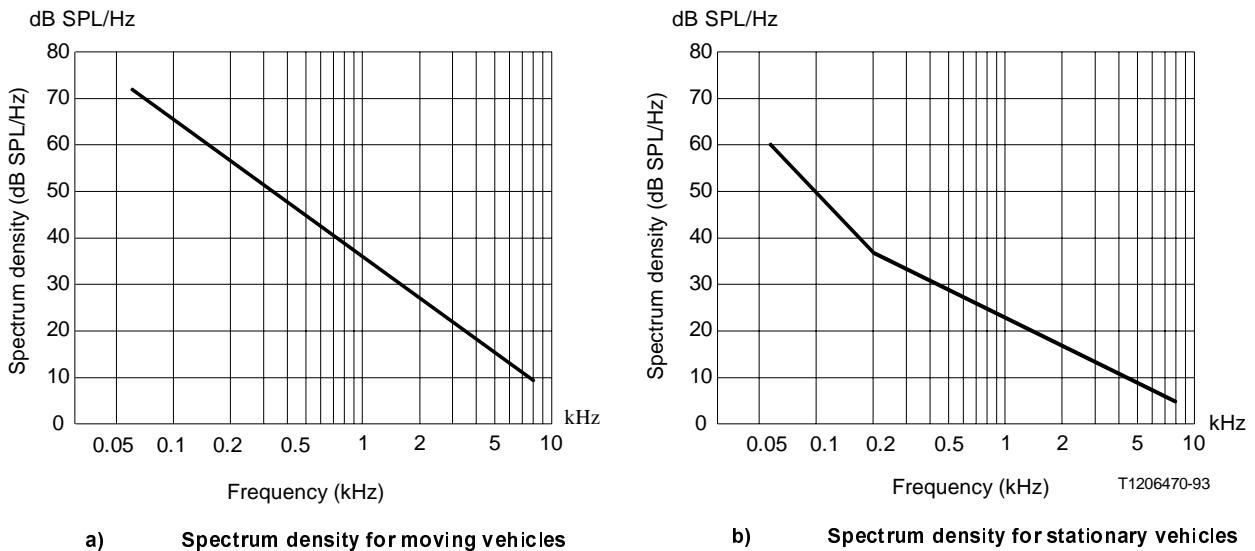 dB SPL/Hz
80
70
60
50
40
30
20
10
0
Spectrum density (dB SPL/Hz)
0.05 0.1 0.2 0.5 1 2 5 10
kHz
Frequency (kHz)
a) Spectrum density for moving vehicles
dB SPL/Hz
80
70
60
50
40
30
20
10
0
Spectrum density (dB SPL/Hz)
0.05 0.1 0.2 0.5 1 2 5 10
kHz
Frequency (kHz)
T1206470-93
b) Spectrum density for stationary vehicles